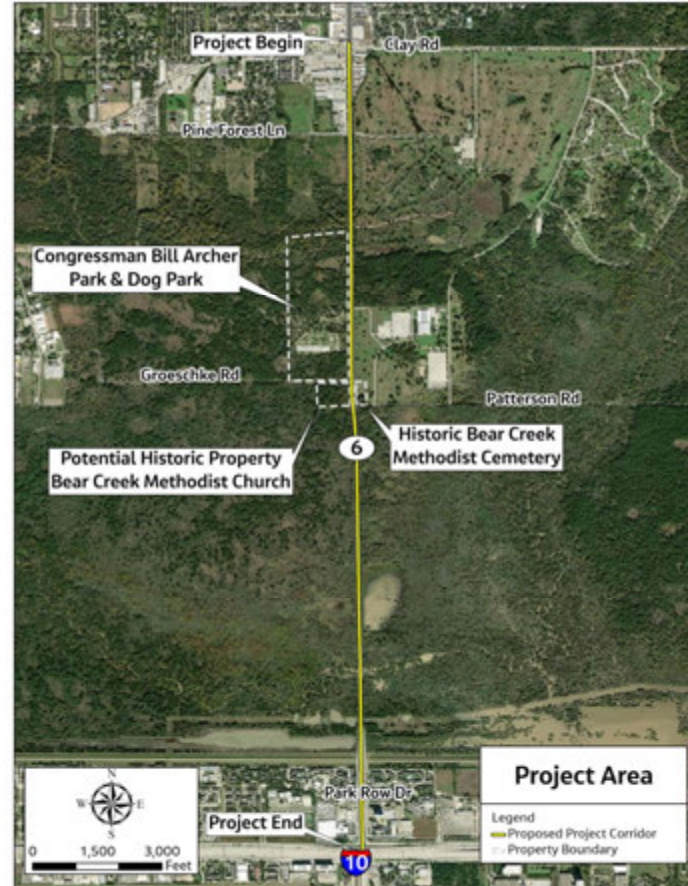 Project Begin
Clay Rd
Pine Forest Ln
Congressman Bill Archer
Park & Dog Park
Groeschke Rd
Patterson Rd
6
Historic Bear Creek
Methodist Cemetery
Potential Historic Property
Bear Creek Methodist Church
Park Row Dr
Project End
10
N
W
E
S
0 1,500 3,000
Feet
Project Area
Legend
Proposed Project Corridor
Property Boundary